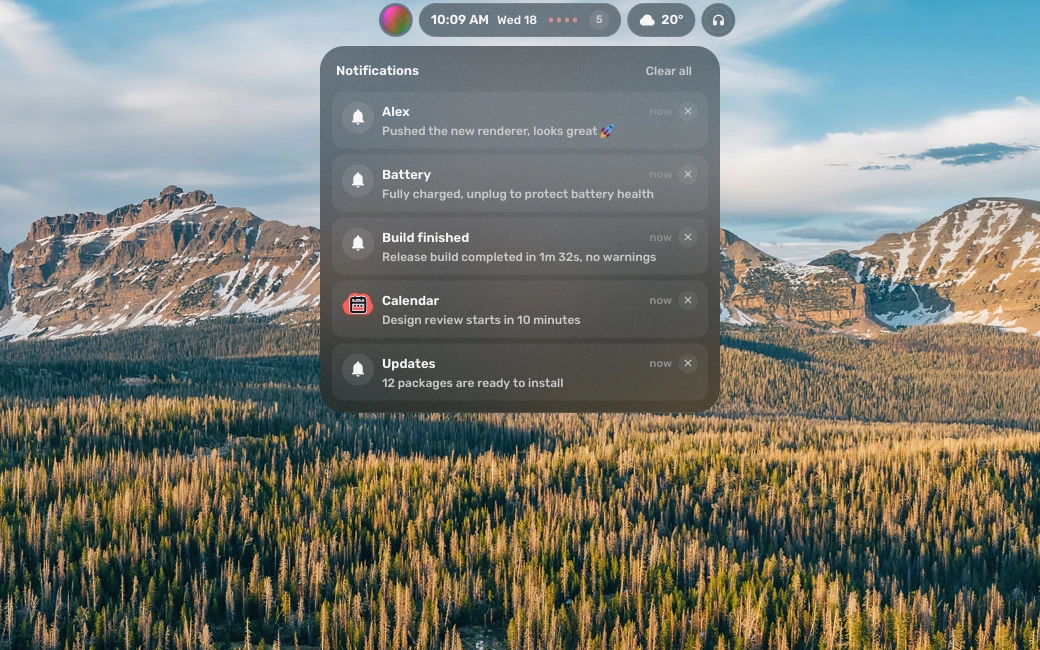 10:09 AM Wed 18 5 20°
Notifications Clear all
Alex now
Pushed the new renderer, looks great 🚀
Battery now
Fully charged, unplug to protect battery health
Build finished now
Release build completed in 1m 32s, no warnings
Calendar now
Design review starts in 10 minutes
Updates now
12 packages are ready to install